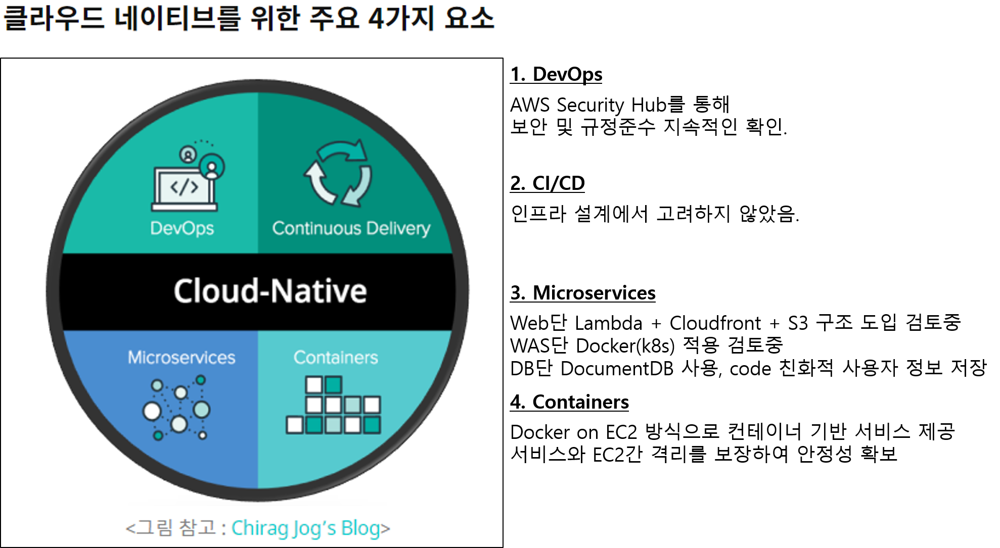 클라우드 네이티브를 위한 주요 4가지 요소
DevOps
Continuous Delivery
Cloud-Native
Microservices
Containers
<그림 참고 : Chirag Jog's Blog>
1. DevOps
AWS Security Hub를 통해
보안 및 규정준수 지속적인 확인.
2. CI/CD
인프라 설계에서 고려하지 않았음.
3. Microservices
Web단 Lambda + Cloudfront + S3 구조 도입 검토중
WAS단 Docker(k8s) 적용 검토중
DB단 DocumentDB 사용, code 친화적 사용자 정보 저장
4. Containers
Docker on EC2 방식으로 컨테이너 기반 서비스 제공
서비스와 EC2간 격리를 보장하여 안정성 확보